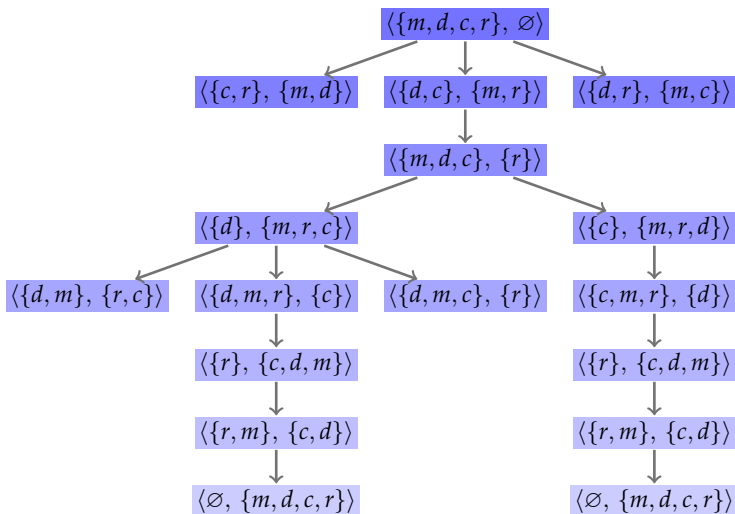 ⟨{m, d, c, r}, ∅⟩
⟨{c, r}, {m, d}⟩ ⟨{d, c}, {m, r}⟩ ⟨{d, r}, {m, c}⟩
⟨{m, d, c}, {r}⟩
⟨{d}, {m, r, c}⟩ ⟨{c}, {m, r, d}⟩
⟨{d, m}, {r, c}⟩ ⟨{d, m, r}, {c}⟩ ⟨{d, m, c}, {r}⟩ ⟨{c, m, r}, {d}⟩
⟨{r}, {c, d, m}⟩ ⟨{r}, {c, d, m}⟩
⟨{r, m}, {c, d}⟩ ⟨{r, m}, {c, d}⟩
⟨∅, {m, d, c, r}⟩ ⟨∅, {m, d, c, r}⟩